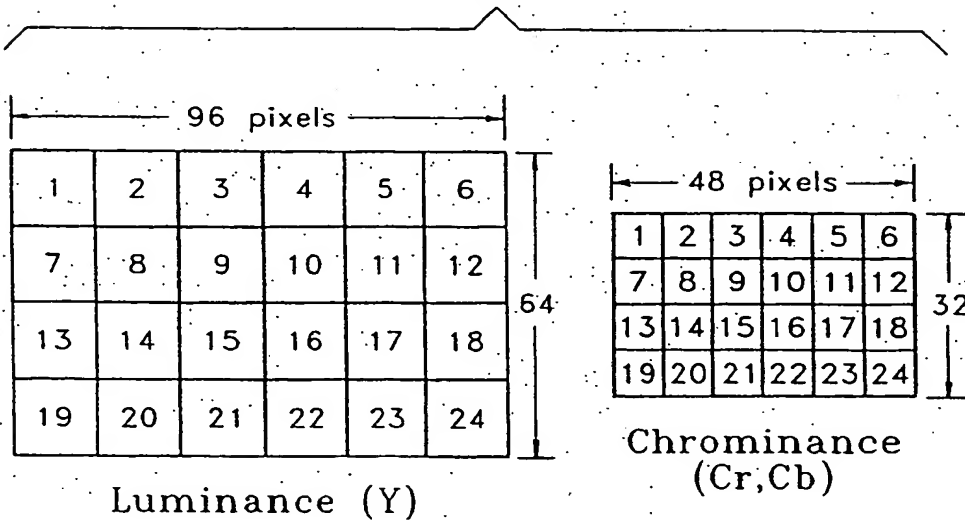 96 pixels
1 2 3 4 5 6
7 8 9 10 11 12
13 14 15 16 17 18
19 20 21 22 23 24
64
Luminance (Y)
48 pixels
1 2 3 4 5 6
7 8 9 10 11 12
13 14 15 16 17 18
19 20 21 22 23 24
32
Chrominance
(Cr,Cb)